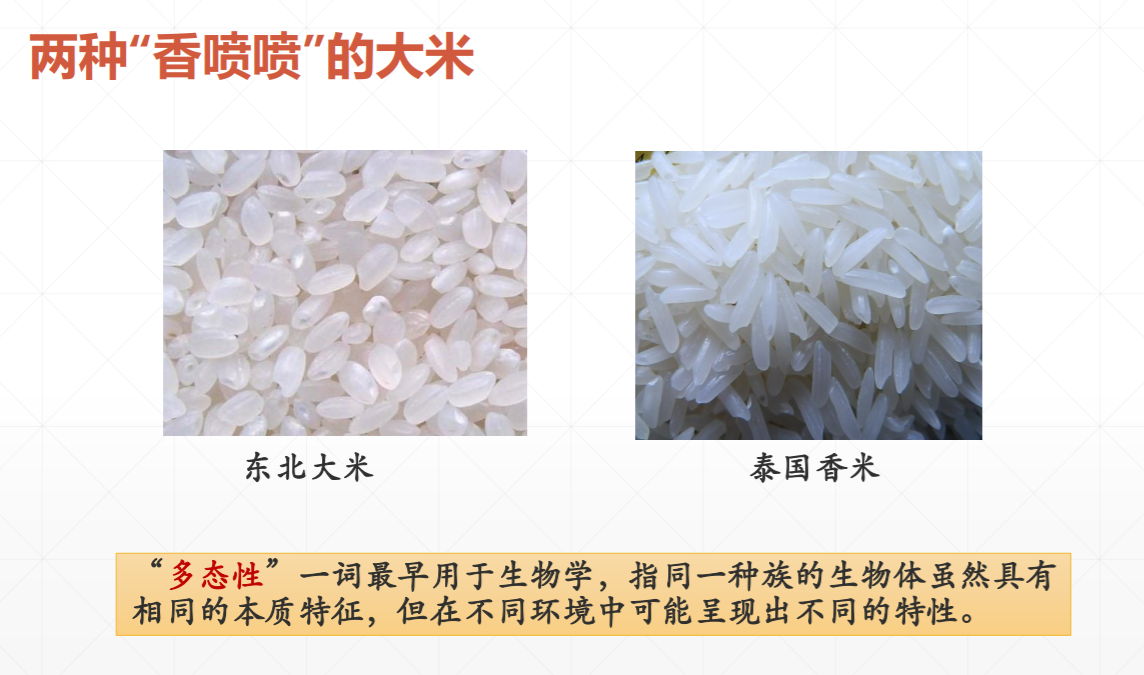 两种“香喷喷”的大米
东北大米
泰国香米
“多态性”一词最早用于生物学，指同一种族的生物体虽然具有
相同的本质特征，但在不同环境中可能呈现出不同的特性。